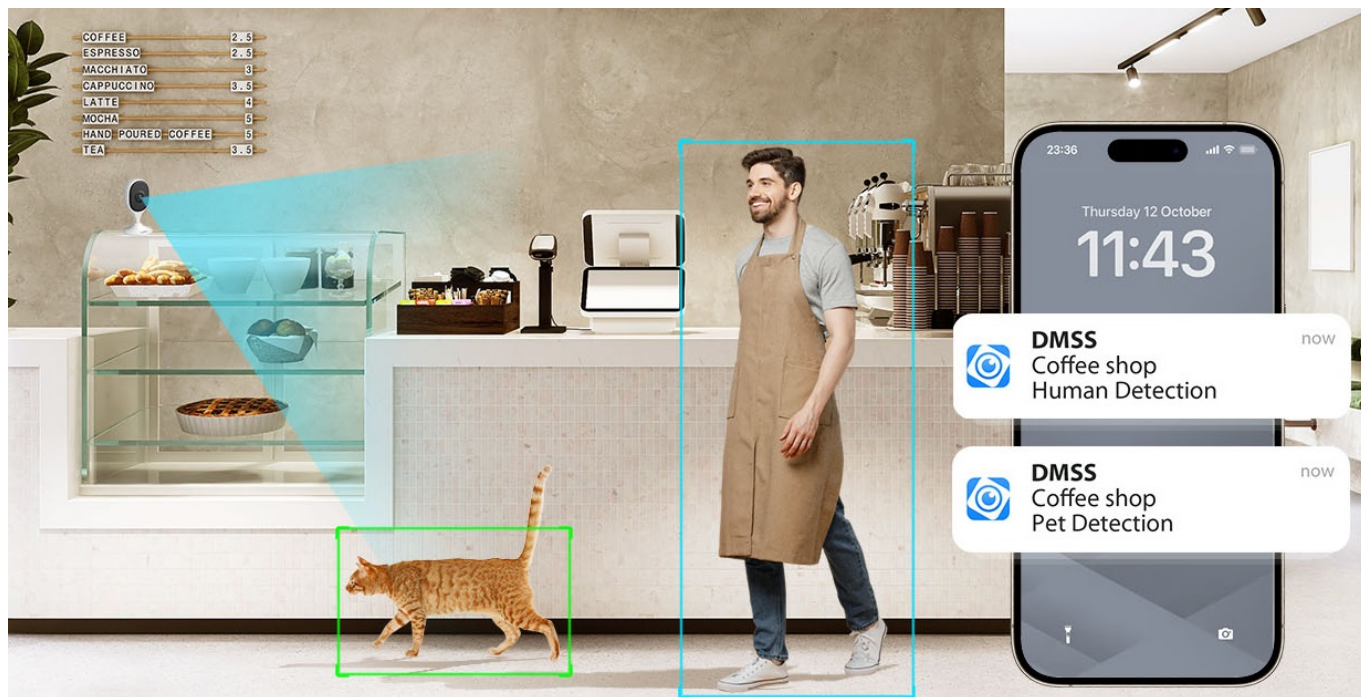 COFFEE 2.5
ESPRESSO 2.5
MACCHIATO 3
CAPPUCCINO 3.5
LATTE 4
MOCHA 5
HAND POURED COFFEE 5
TEA 3.5
23:36
Thursday 12 October
11:43
DMSS now
Coffee shop
Human Detection
DMSS now
Coffee shop
Pet Detection